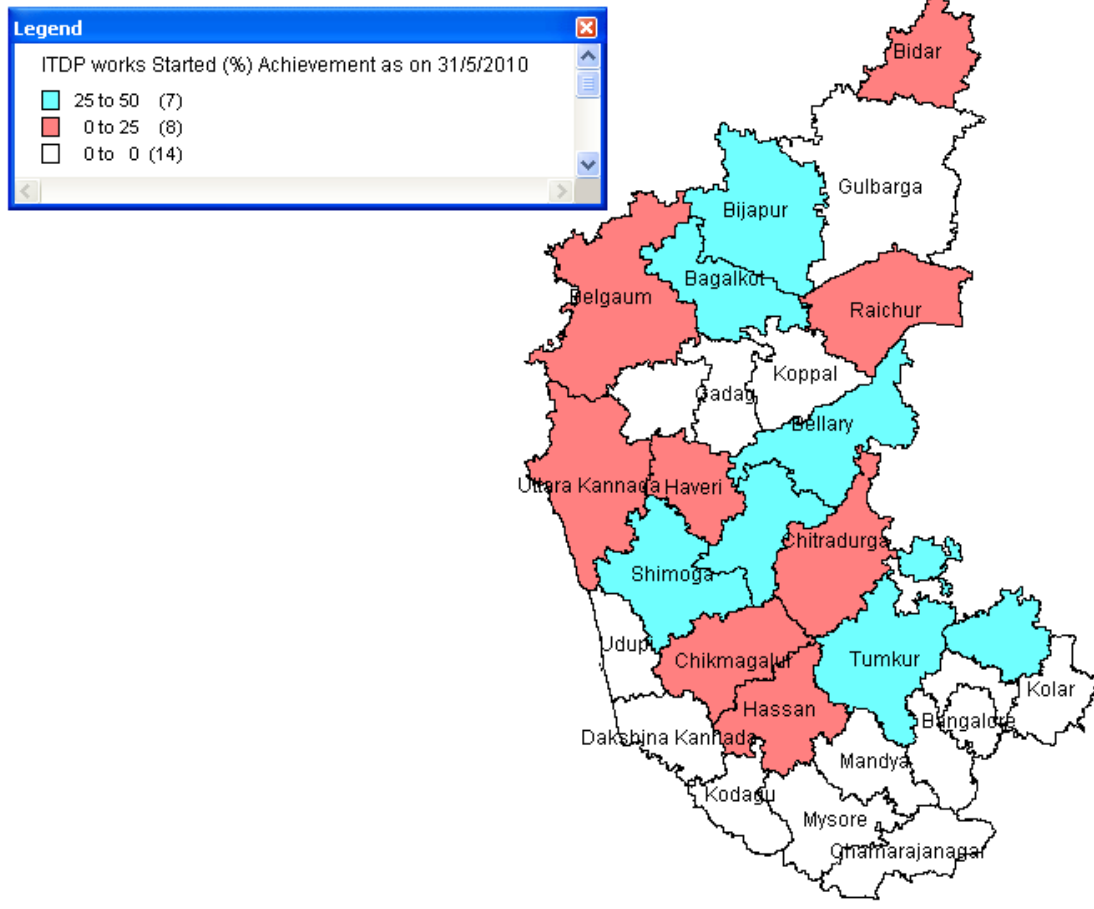 Legend
ITDP works Started (%) Achievement as on 31/5/2010
25 to 50 (7)
0 to 25 (8)
0 to 0 (14)
Bidar
Gulbarga
Bijapur
Bagalkot
Belgaum
Raichur
Koppal
Gadag
Bellary
Uttara Kannada
Haveri
Chitradurga
Shimoga
Udupi
Chikmagalur
Tumkur
Kolar
Hassan
Bangalore
Dakshina Kannada
Mandya
Kodagu
Mysore
Chamarajanagar